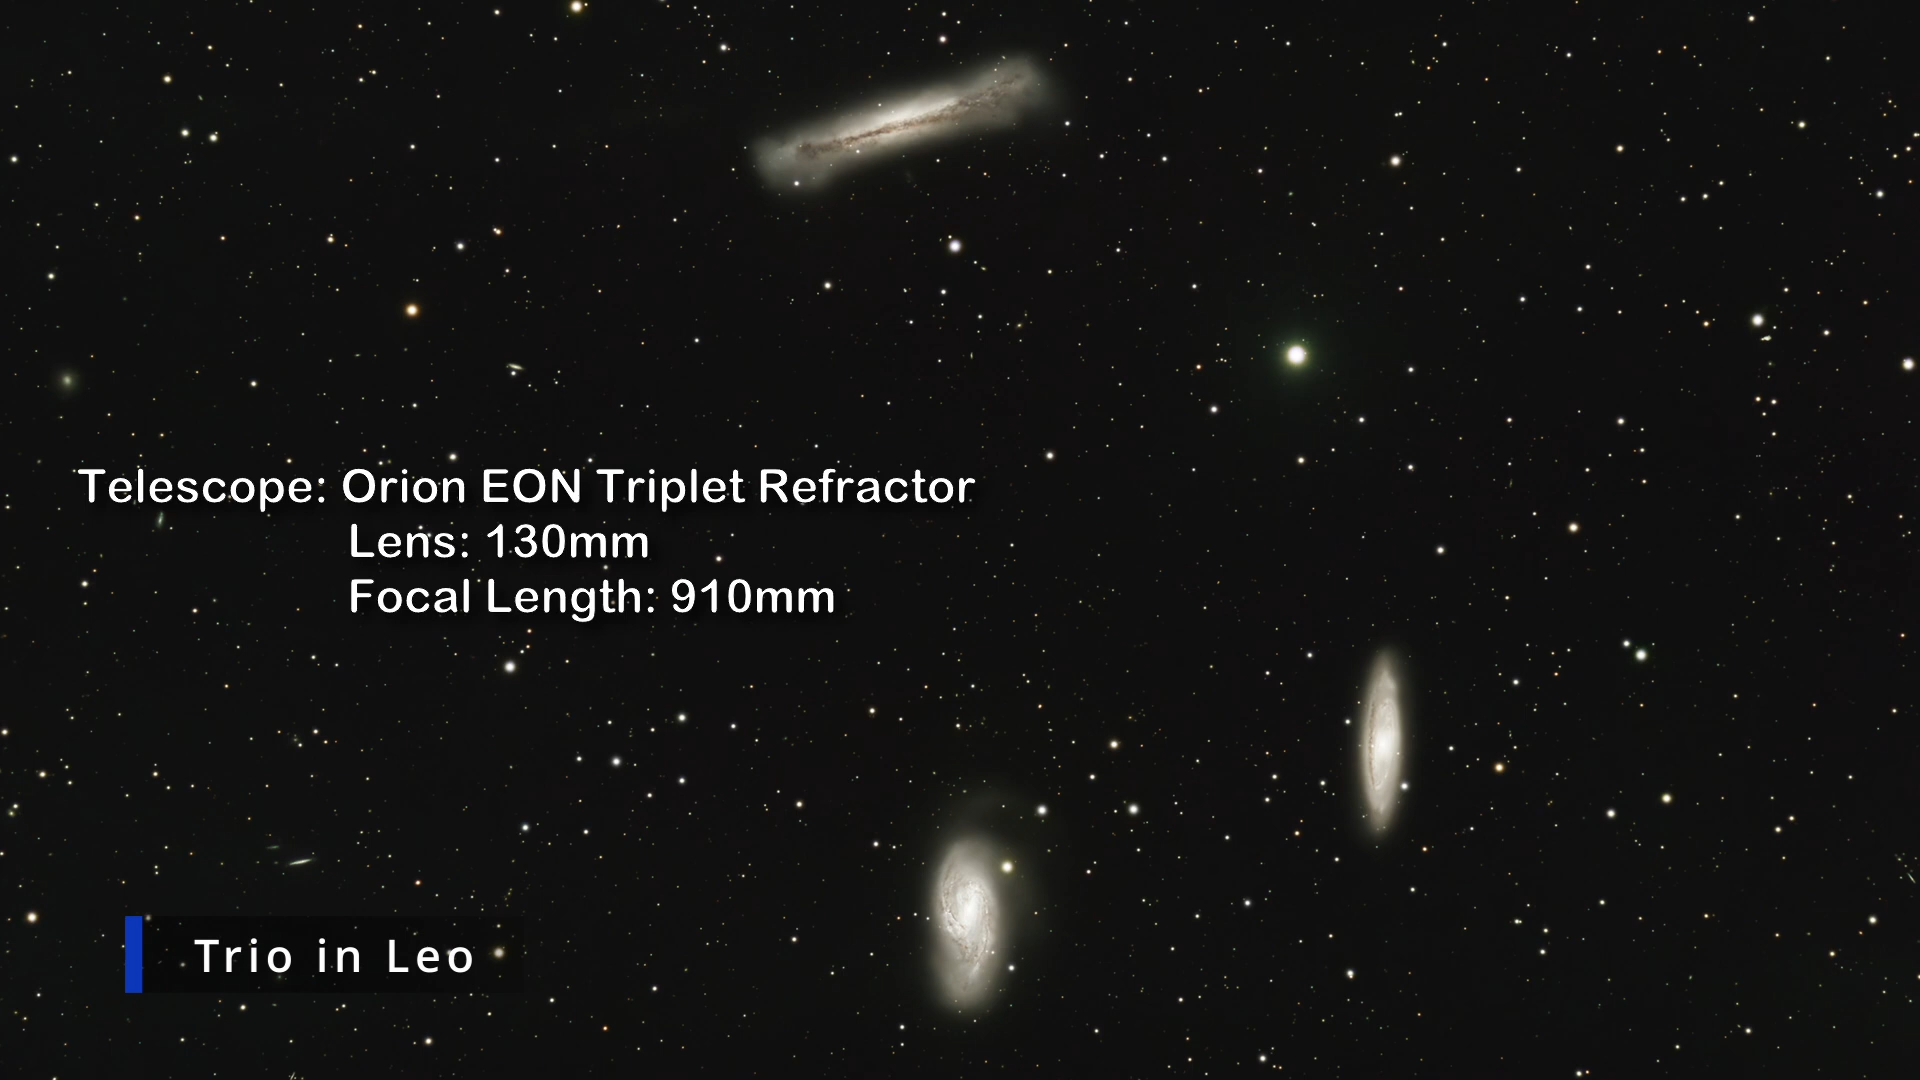 Telescope: Orion EON Triplet Refractor
Lens: 130mm
Focal Length: 910mm
Trio in Leo